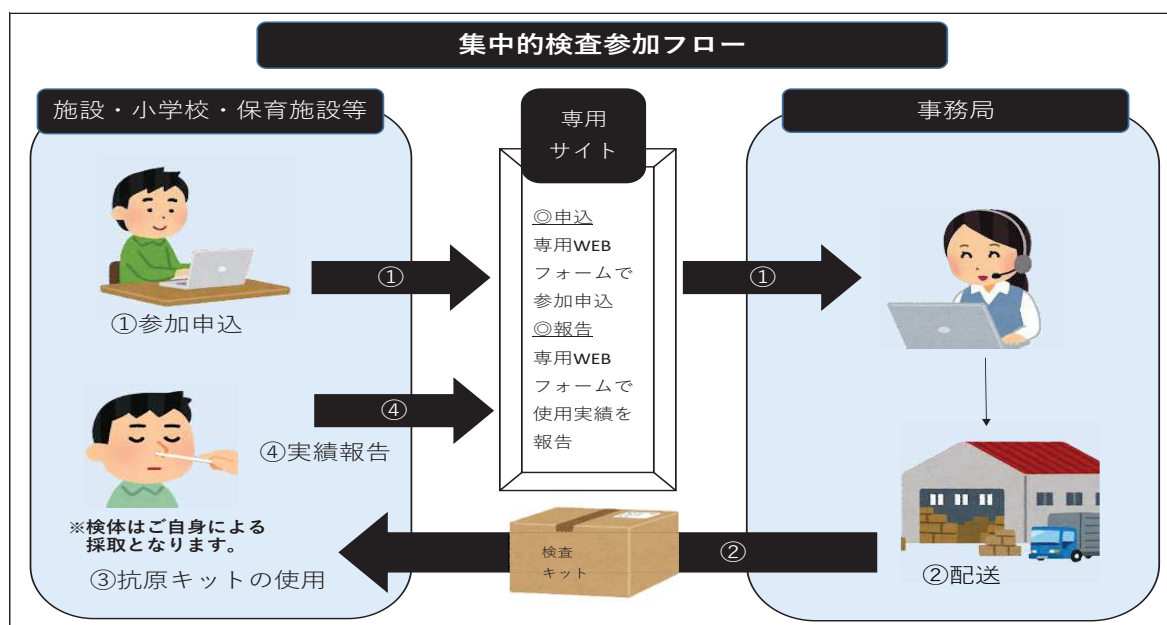 集中的検査参加フロー
施設・小学校・保育施設等
①参加申込
①
④
④実績報告
※検体はご自身による
採取となります。
③抗原キットの使用
専用
サイト
◎申込
専用WEB
フォームで
参加申込
◎報告
専用WEB
フォームで
使用実績を
報告
検査
キット
①
②
事務局
②配送